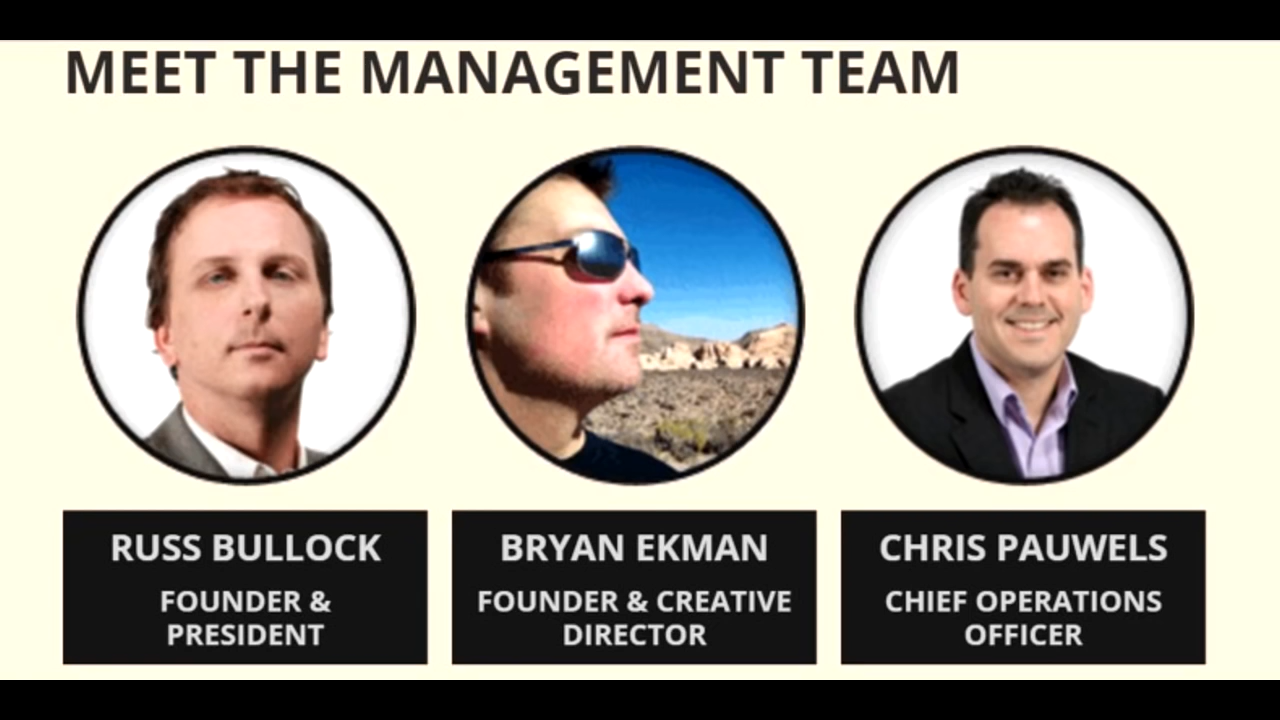 MEET THE MANAGEMENT TEAM
RUSS BULLOCK
FOUNDER &
PRESIDENT
BRYAN EKMAN
FOUNDER & CREATIVE
DIRECTOR
CHRIS PAUWELS
CHIEF OPERATIONS
OFFICER